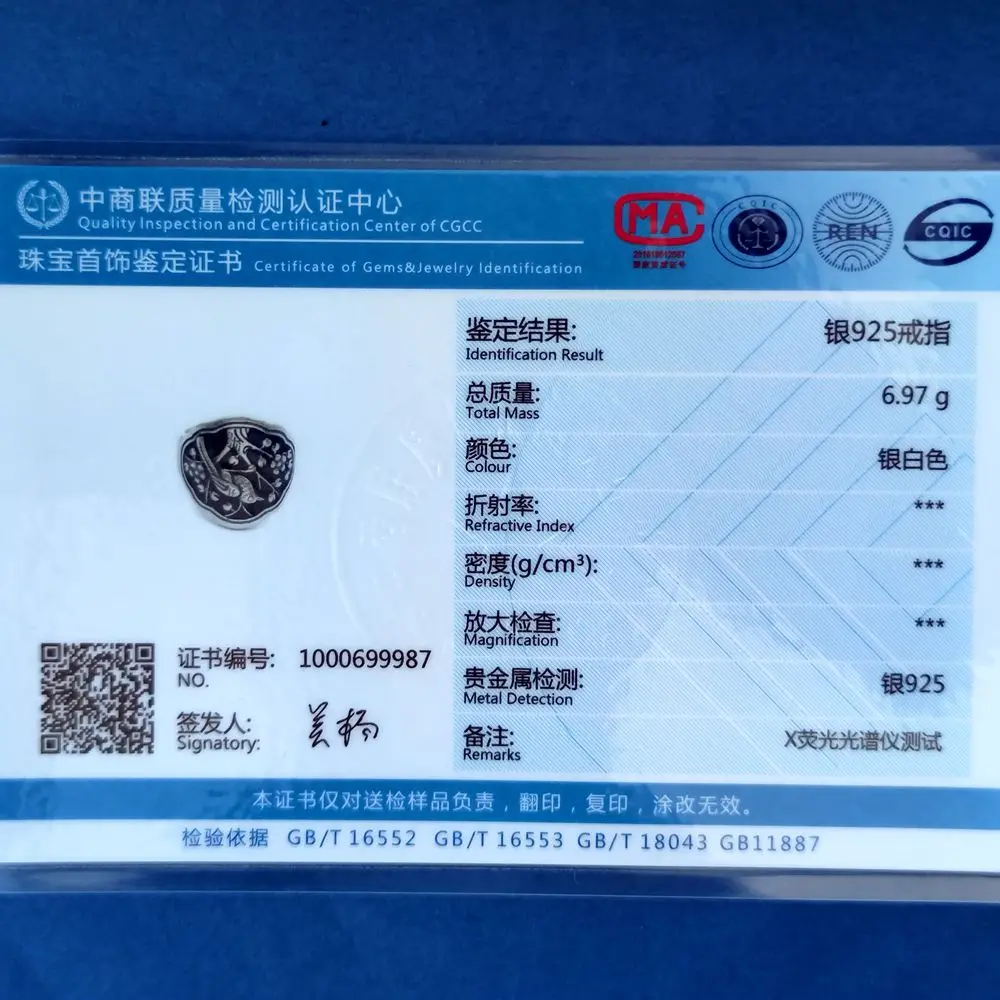 中商联质量检测认证中心
Quality Inspection and Certification Center of CGCC
珠宝首饰鉴定证书 Certificate of Gems&Jewelry Identification
MA
CQIC
REN
CQIC
鉴定结果: 银925戒指
Identification Result
总质量: 6.97 g
Total Mass
颜色: 银白色
Colour
折射率: ***
Refractive Index
密度(g/cm³): ***
Density
放大检查: ***
Magnification
贵金属检测: 银925
Metal Detection
备注: X荧光光谱仪测试
Remarks
证书编号: 1000699987
NO.
签发人:
Signatory:
本证书仅对送检样品负责，翻印，复印，涂改无效。
检验依据 GB/T 16552 GB/T 16553 GB/T 18043 GB11887